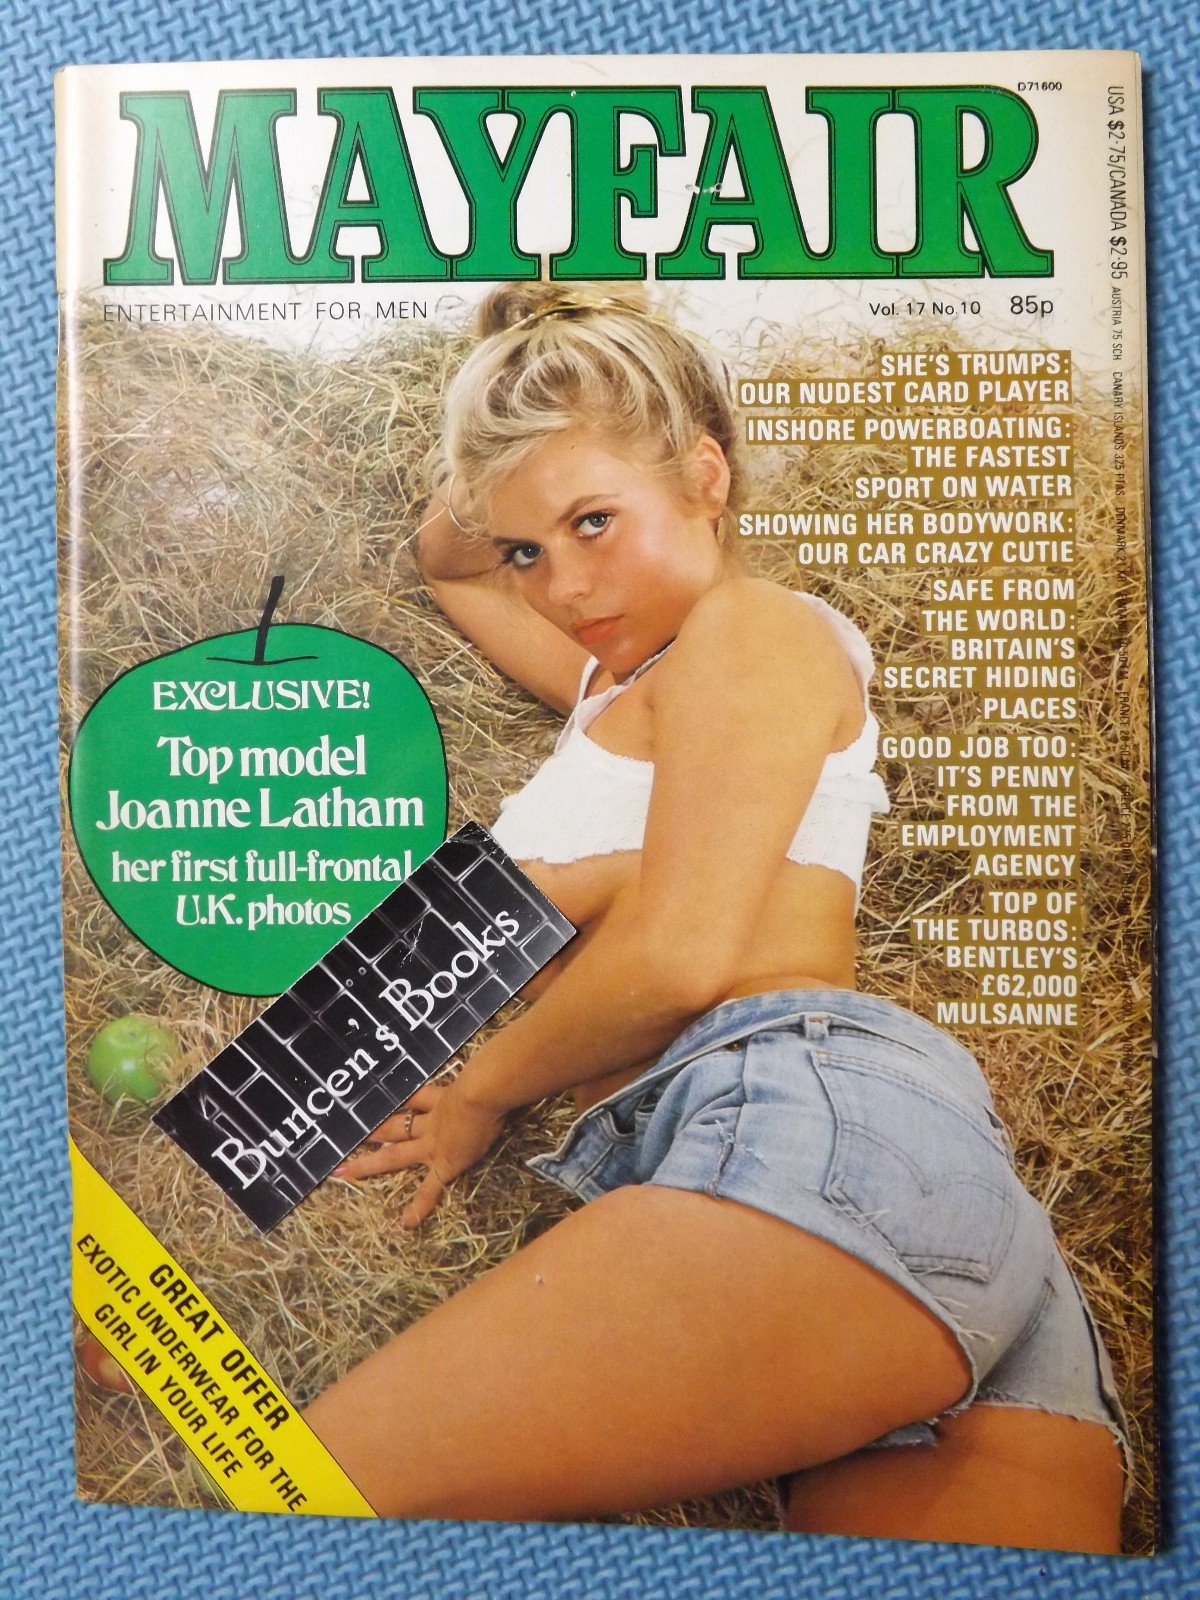 MAYFAIR
D71600
ENTERTAINMENT FOR MEN
Vol. 17 No. 10 85p
USA $2·75/CANADA $2·95 AUSTRIA 75 SCH CANARY ISLANDS 325 PTAS DENMARK
SHE'S TRUMPS:
OUR NUDEST CARD PLAYER
INSHORE POWERBOATING:
THE FASTEST
SPORT ON WATER
SHOWING HER BODYWORK:
OUR CAR CRAZY CUTIE
SAFE FROM
THE WORLD:
BRITAIN'S
SECRET HIDING
PLACES
GOOD JOB TOO:
IT'S PENNY
FROM THE
EMPLOYMENT
AGENCY
TOP OF
THE TURBOS:
BENTLEY'S
£62,000
MULSANNE
EXCLUSIVE!
Top model
Joanne Latham
her first full-frontal
U.K. photos
Buncen's Books
GREAT OFFER
EXOTIC UNDERWEAR FOR THE
GIRL IN YOUR LIFE